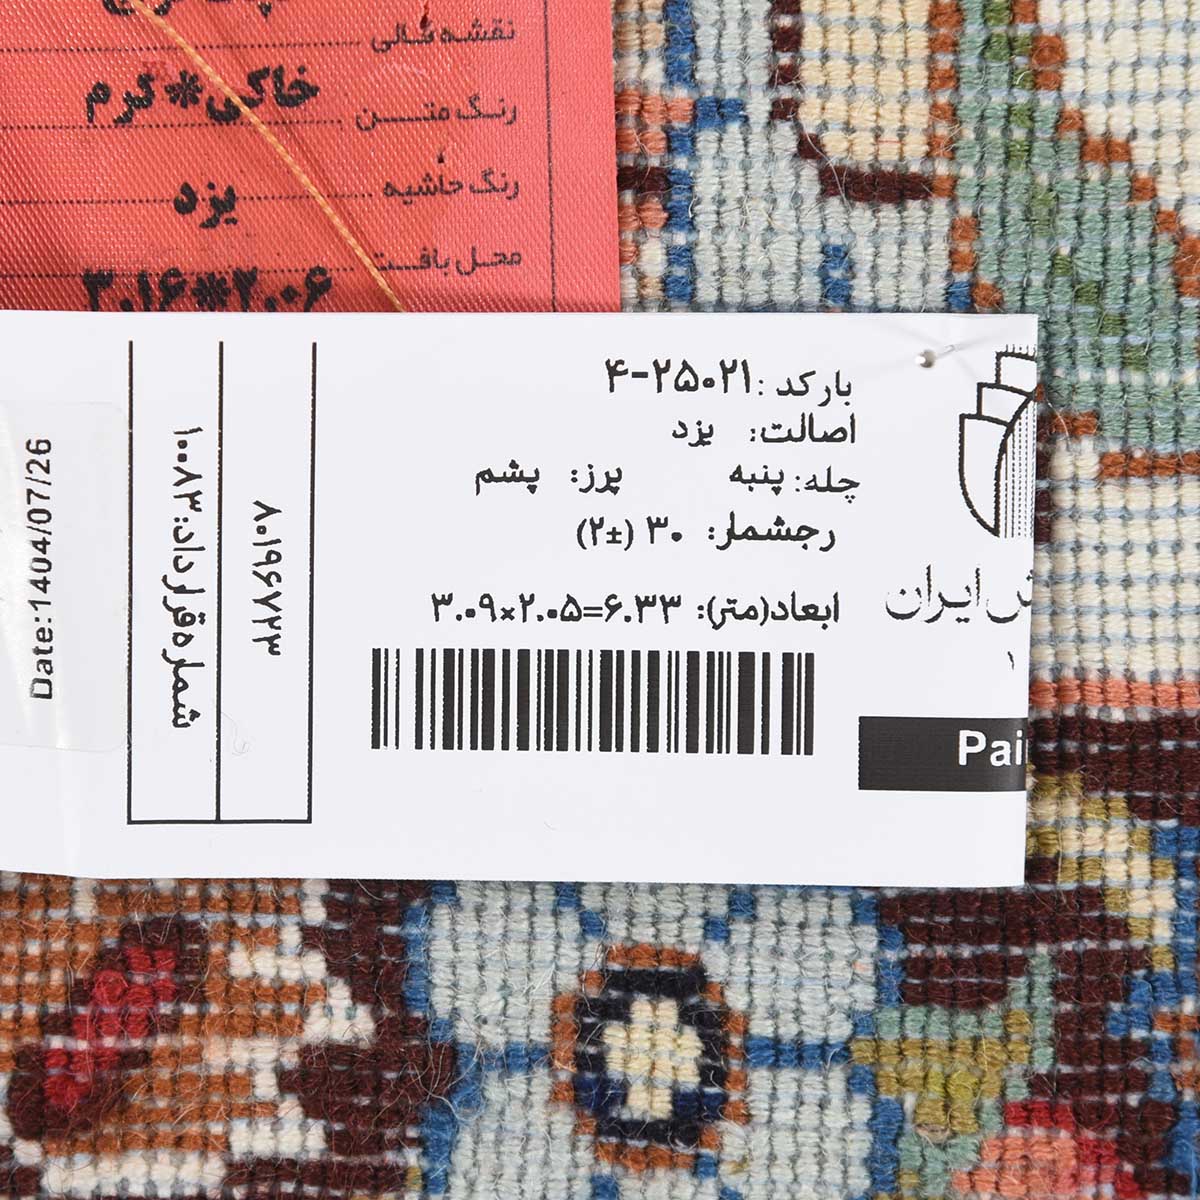 نقشه قالی
خاکی*کرم
رنگ متن
رنگ حاشیه
یزد
محل بافت
۳.۱۶*۲.۰۶
بارکد: ۲۵۰۲۱-۴
اصالت: یزد
چله: پنبه پرز: پشم
رجشمار: ۳۰ (±۲)
ابعاد(متر): ۳.۰۹×۲.۰۵=۶.۳۳
ش ایران
۱
Pai
۸۰۱۹۶۷۲۳
شماره قرارداد: ۱۰۰۸۳
Date:1404/07/26